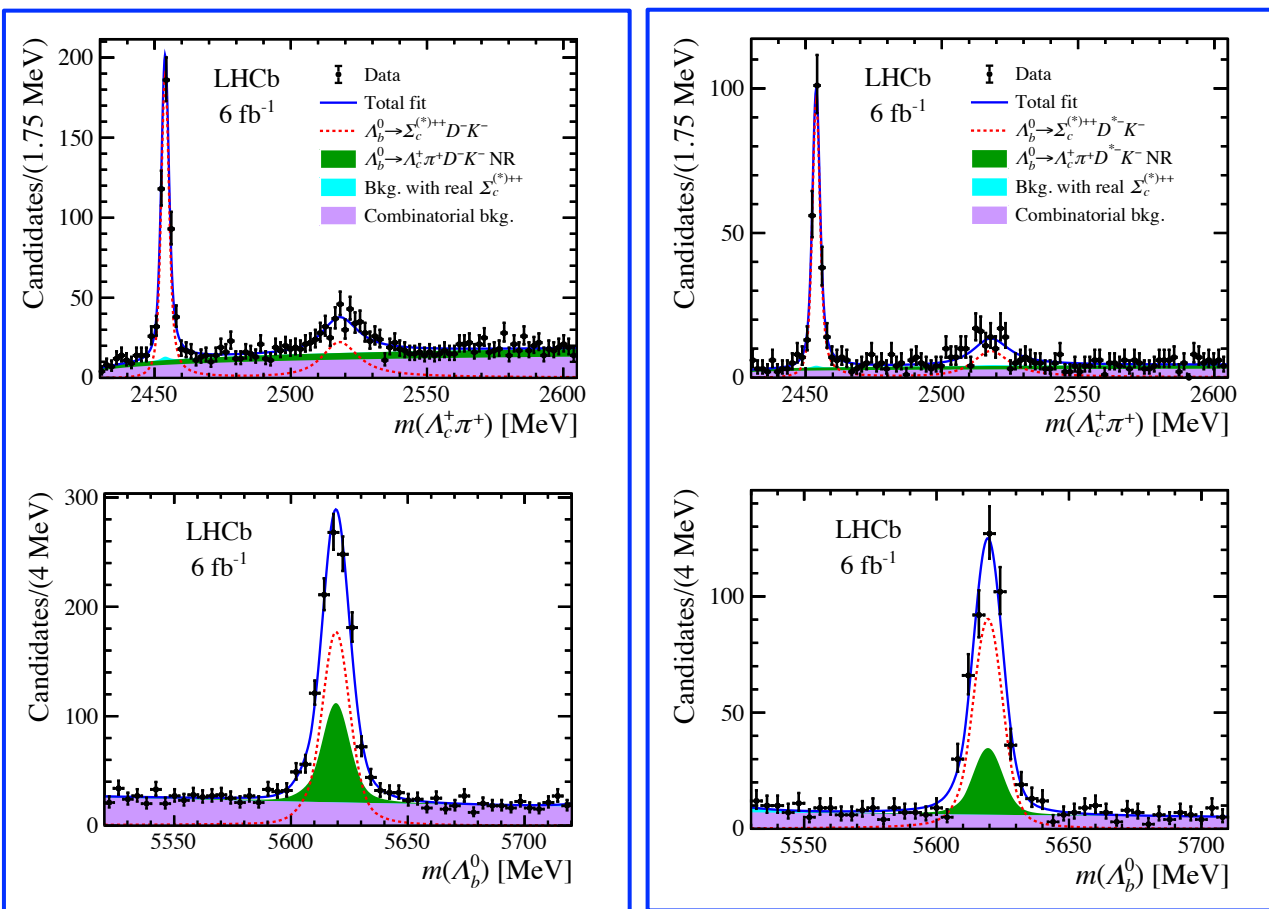 Candidates/(1.75 MeV)
200
150
100
50
0
2450
2500
2550
2600
m(Λc+π+) [MeV]
LHCb
6 fb-1
Data
Total fit
Λb0→Σc(*)++D−K−
Λb0→Λc+π+D−K− NR
Bkg. with real Σc(*)++
Combinatorial bkg.
Candidates/(1.75 MeV)
100
50
0
2450
2500
2550
2600
m(Λc+π+) [MeV]
LHCb
6 fb-1
Data
Total fit
Λb0→Σc(*)++D*−K−
Λb0→Λc+π+D*−K− NR
Bkg. with real Σc(*)++
Combinatorial bkg.
Candidates/(4 MeV)
300
200
100
0
5550
5600
5650
5700
m(Λb0) [MeV]
LHCb
6 fb-1
Candidates/(4 MeV)
100
50
0
5550
5600
5650
5700
m(Λb0) [MeV]
LHCb
6 fb-1